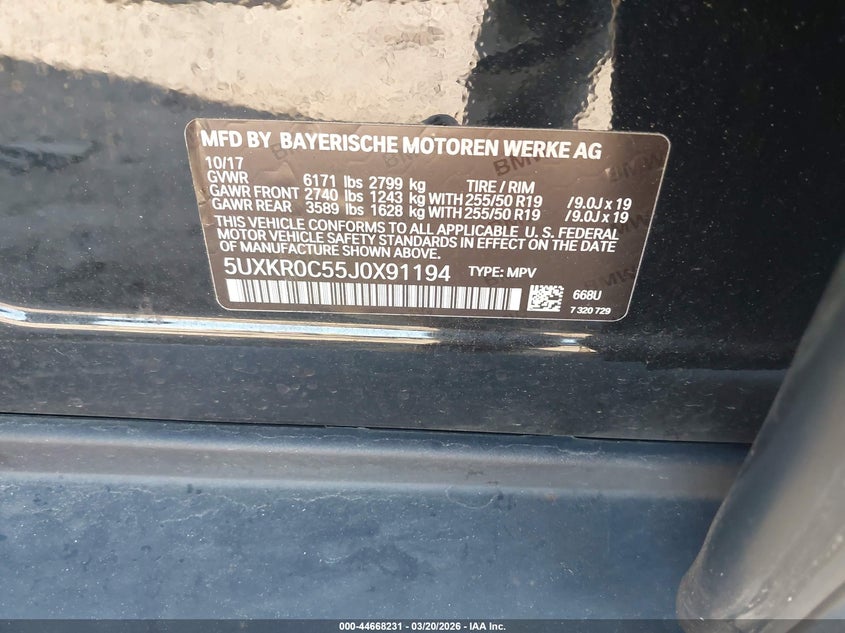 MFD BY BAYERISCHE MOTOREN WERKE AG
10/17
GVWR 6171 lbs 2799 kg TIRE / RIM
GAWR FRONT 2740 lbs 1243 kg WITH 255/50 R19 /9.0J x 19
GAWR REAR 3589 lbs 1628 kg WITH 255/50 R19 /9.0J x 19
THIS VEHICLE CONFORMS TO ALL APPLICABLE U. S. FEDERAL
MOTOR VEHICLE SAFETY STANDARDS IN EFFECT ON THE DATE
OF MANUFACTURE SHOWN ABOVE.
5UXKR0C55J0X91194 TYPE: MPV
668U
7 320 729
000-44668231 - 03/20/2026 - IAA Inc.